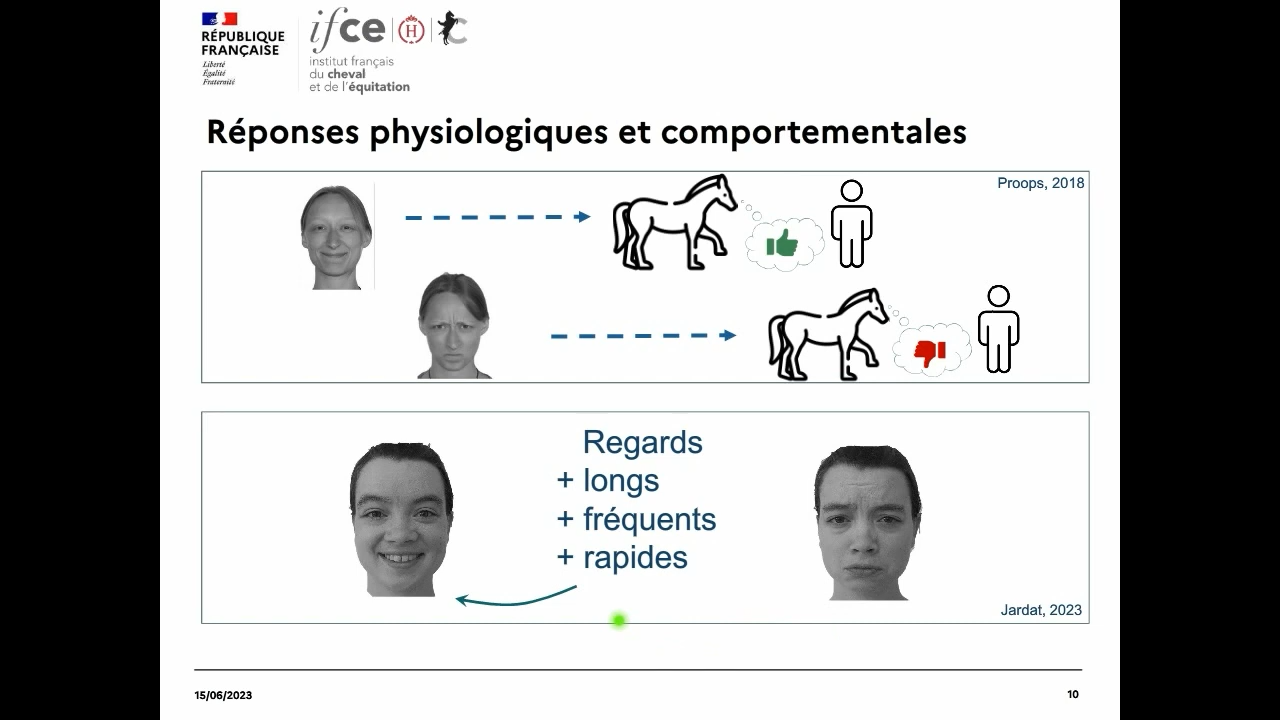 RÉPUBLIQUE
FRANÇAISE
Liberté
Égalité
Fraternité
ifce
H
institut français
du cheval
et de l'équitation
Réponses physiologiques et comportementales
Proops, 2018
Regards
+ longs
+ fréquents
+ rapides
Jardat, 2023
15/06/2023
10